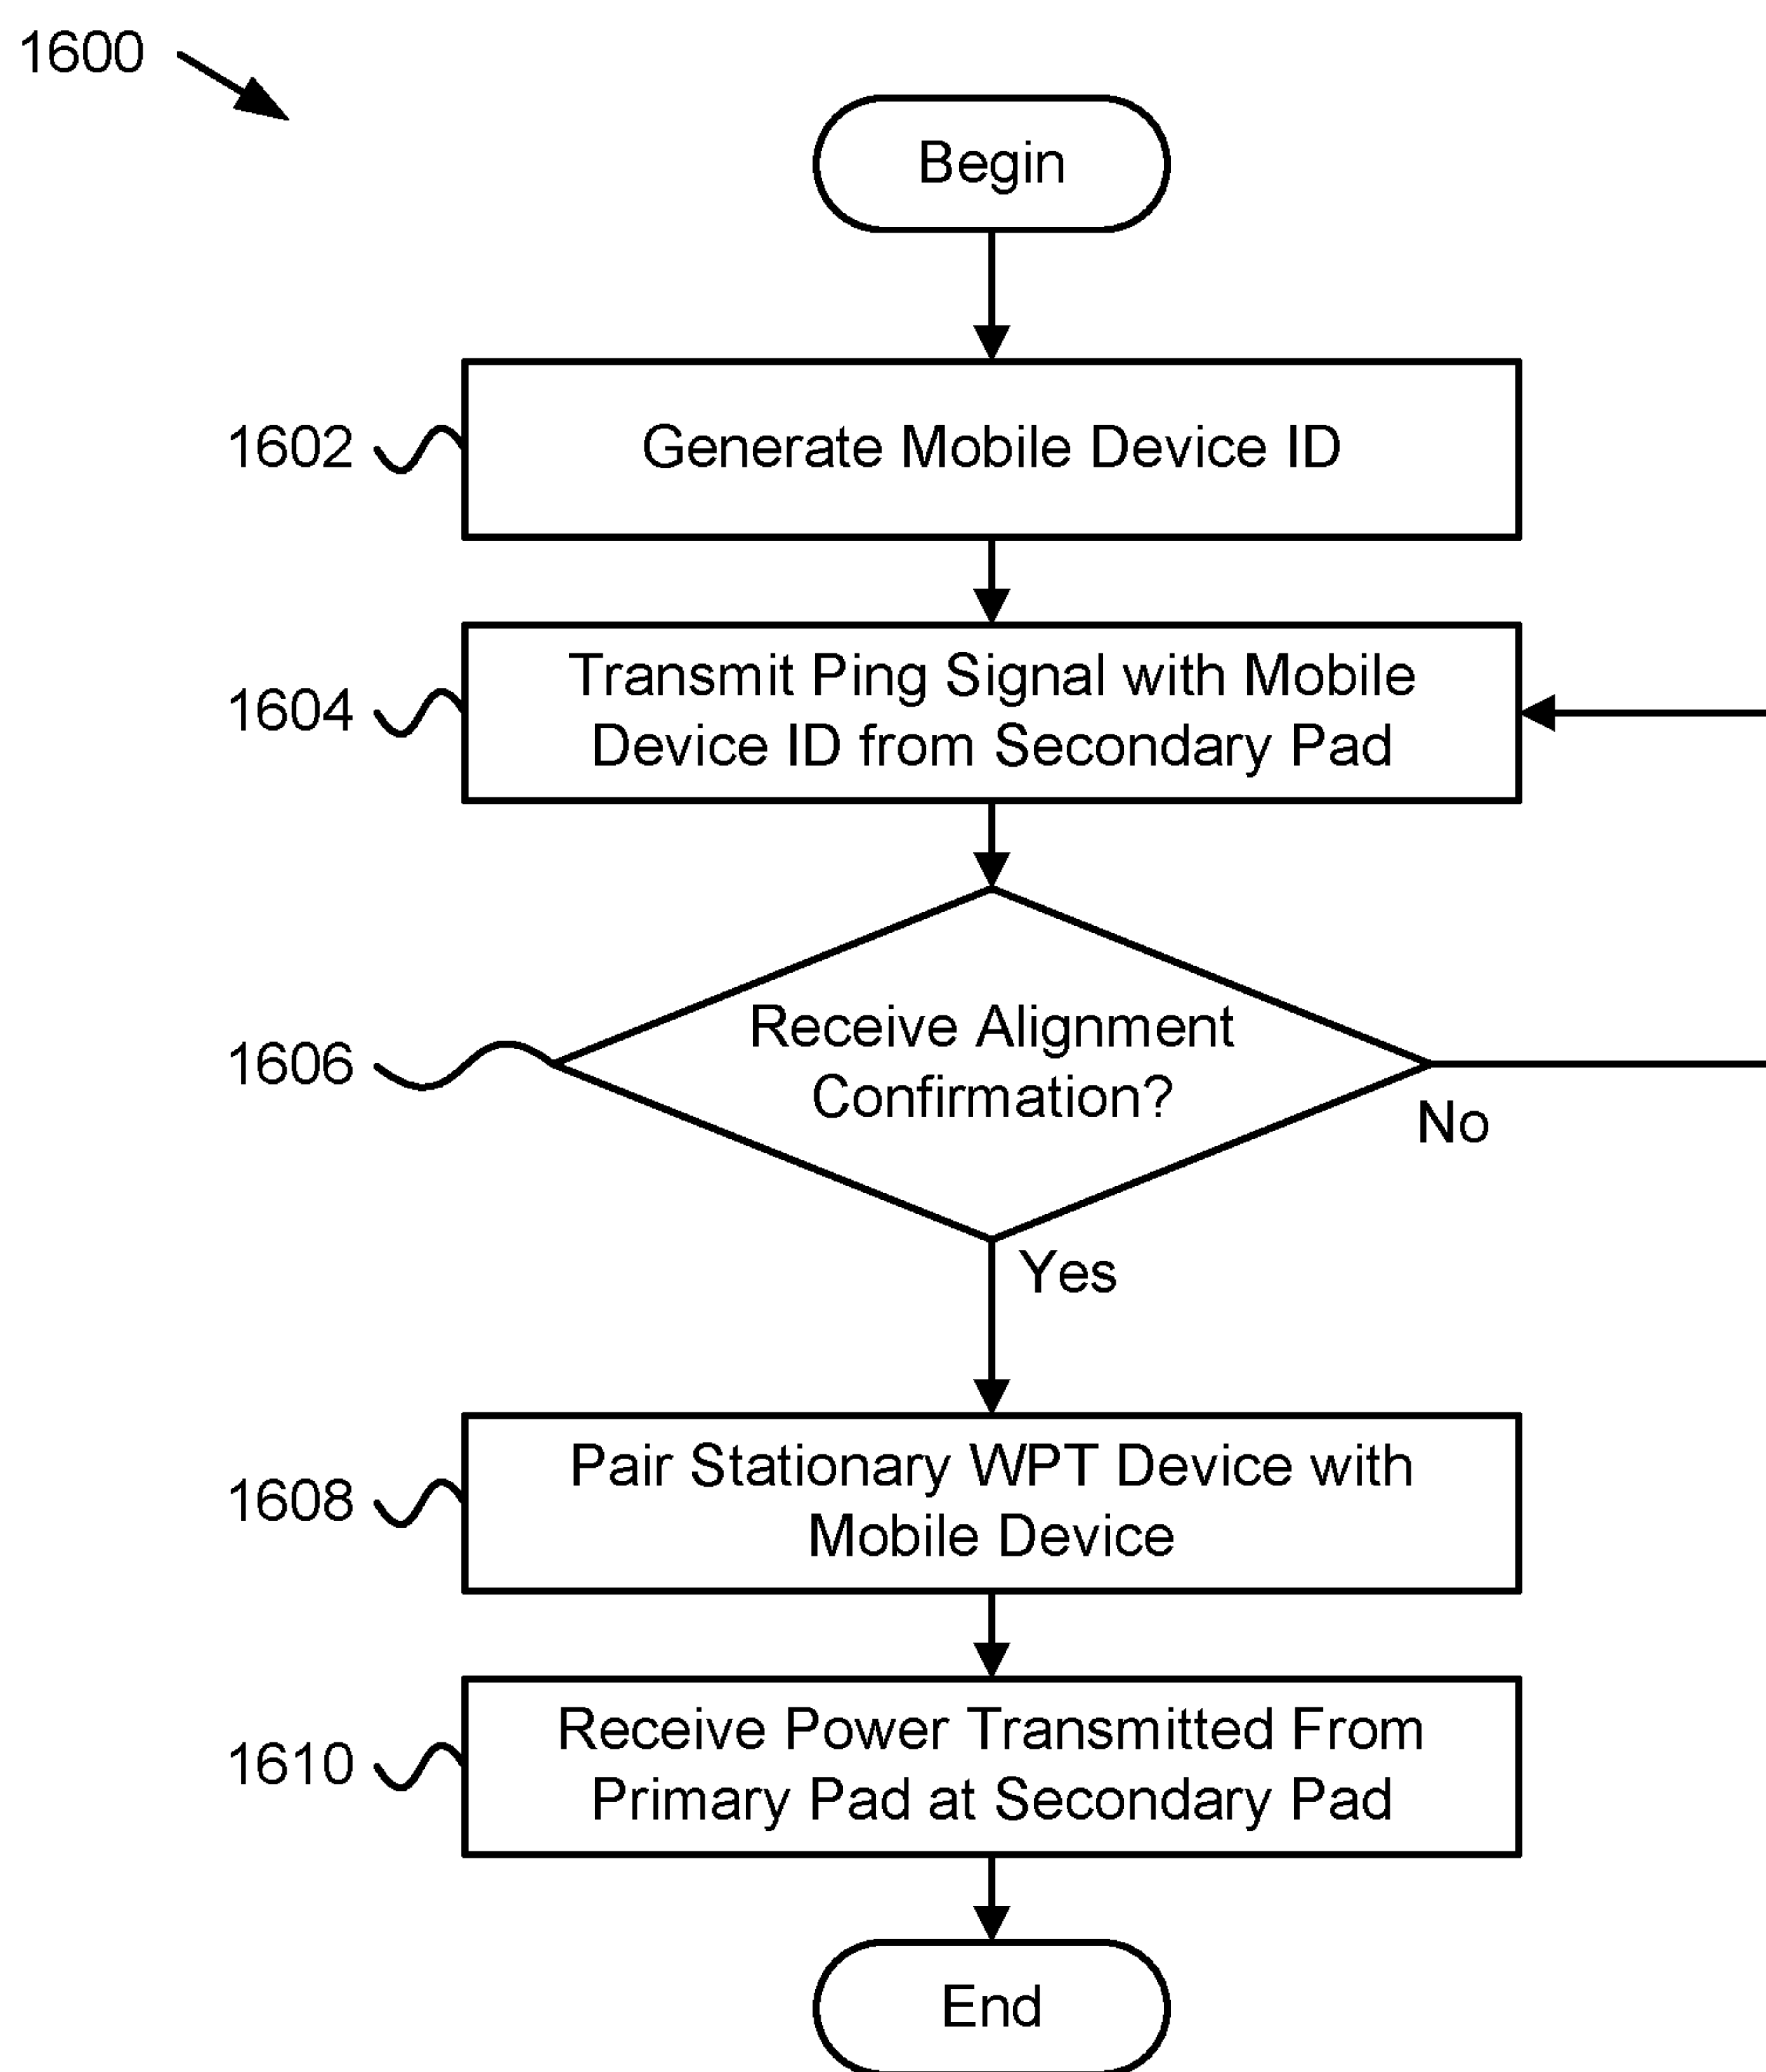 1600
Begin
1602
Generate Mobile Device ID
1604
Transmit Ping Signal with Mobile
Device ID from Secondary Pad
1606
Receive Alignment
Confirmation?
No
Yes
1608
Pair Stationary WPT Device with
Mobile Device
1610
Receive Power Transmitted From
Primary Pad at Secondary Pad
End